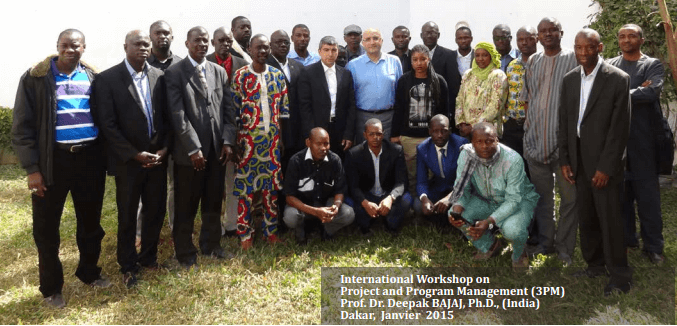 International Workshop on
Project and Program Management (3PM)
Prof. Dr. Deepak BAJAJ, Ph.D., (India)
Dakar, Janvier 2015